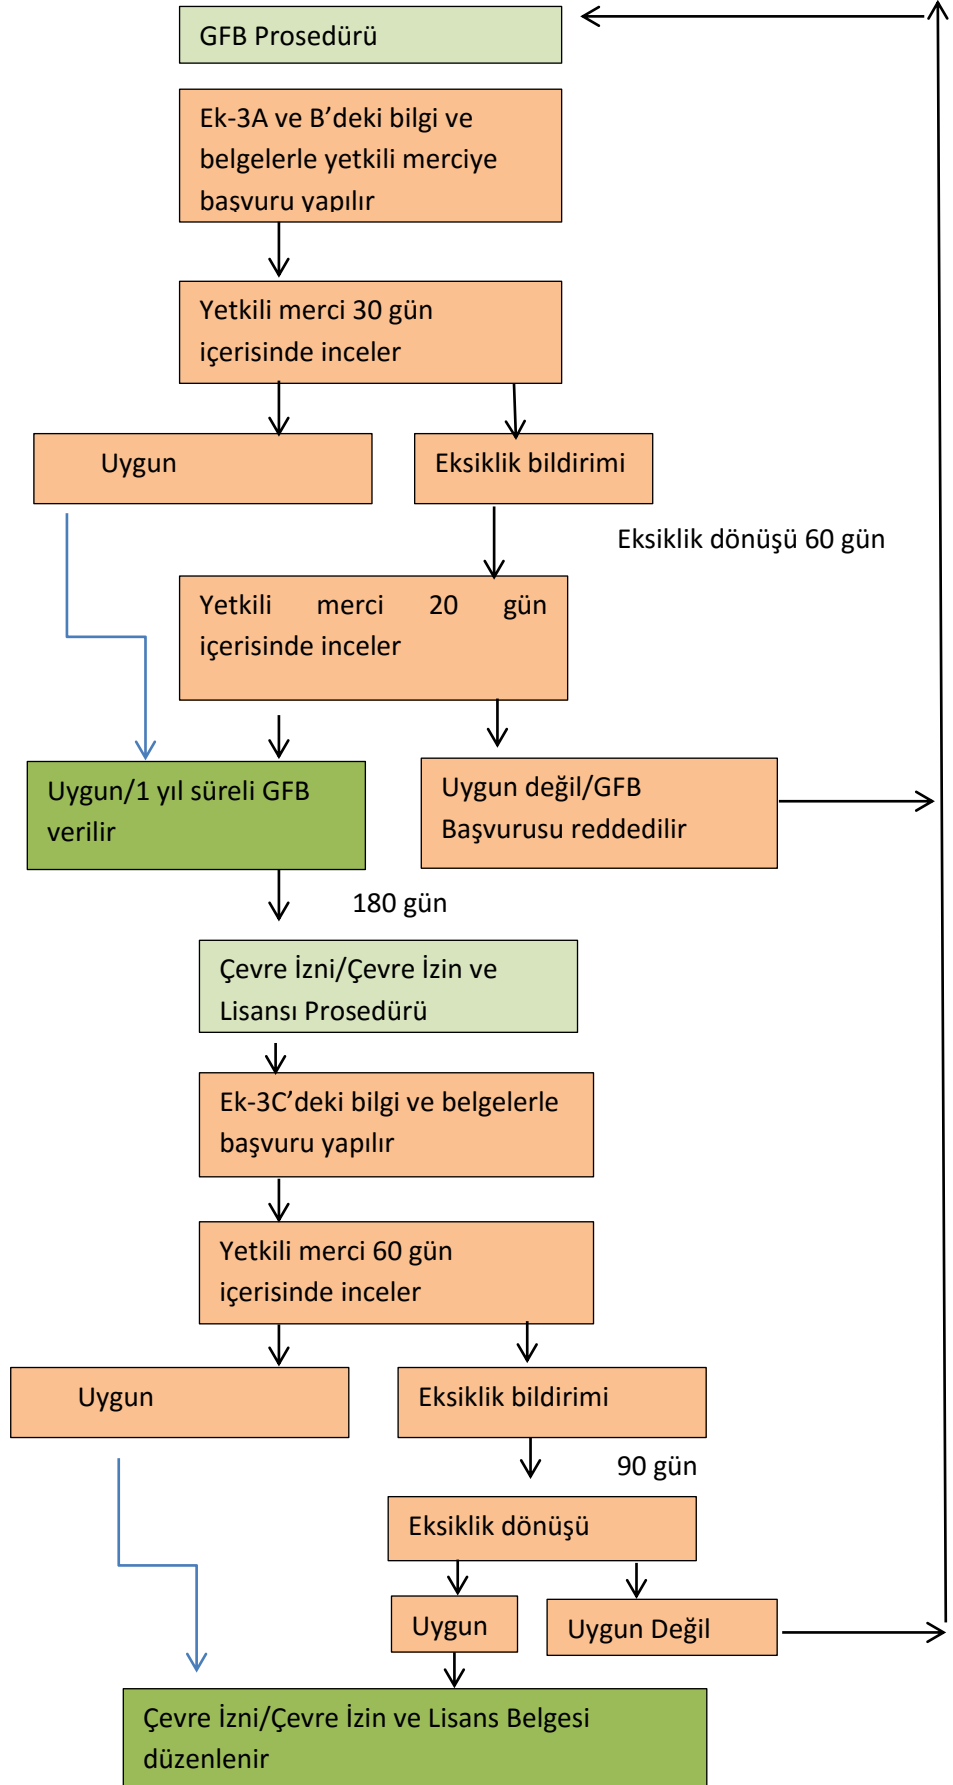 GFB Prosedürü
Ek-3A ve B’deki bilgi ve
belgelerle yetkili merciye
başvuru yapılır
Yetkili merci 30 gün
içerisinde inceler
Uygun
Eksiklik bildirimi
Eksiklik dönüşü 60 gün
Yetkili merci 20 gün
içerisinde inceler
Uygun/1 yıl süreli GFB
verilir
Uygun değil/GFB
Başvurusu reddedilir
180 gün
Çevre İzni/Çevre İzin ve
Lisansı Prosedürü
Ek-3C’deki bilgi ve belgelerle
başvuru yapılır
Yetkili merci 60 gün
içerisinde inceler
Uygun
Eksiklik bildirimi
90 gün
Eksiklik dönüşü
Uygun
Uygun Değil
Çevre İzni/Çevre İzin ve Lisans Belgesi
düzenlenir